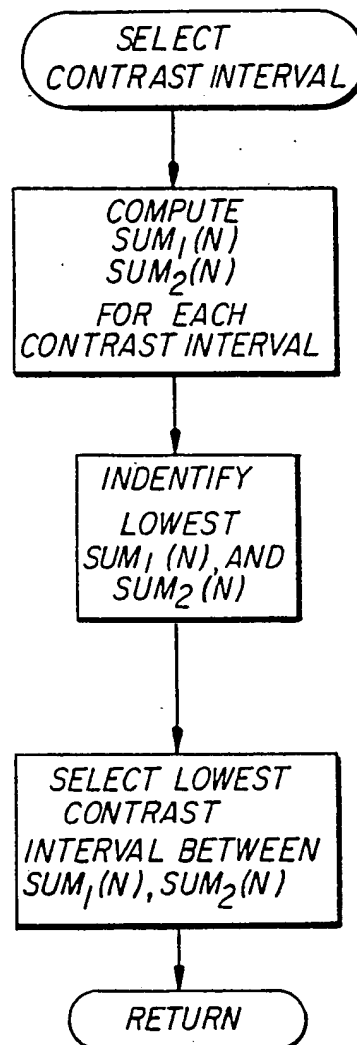 SELECT
CONTRAST INTERVAL
COMPUTE
SUM₁(N)
SUM₂(N)
FOR EACH
CONTRAST INTERVAL
INDENTIFY
LOWEST
SUM₁(N), AND
SUM₂(N)
SELECT LOWEST
CONTRAST
INTERVAL BETWEEN
SUM₁(N), SUM₂(N)
RETURN